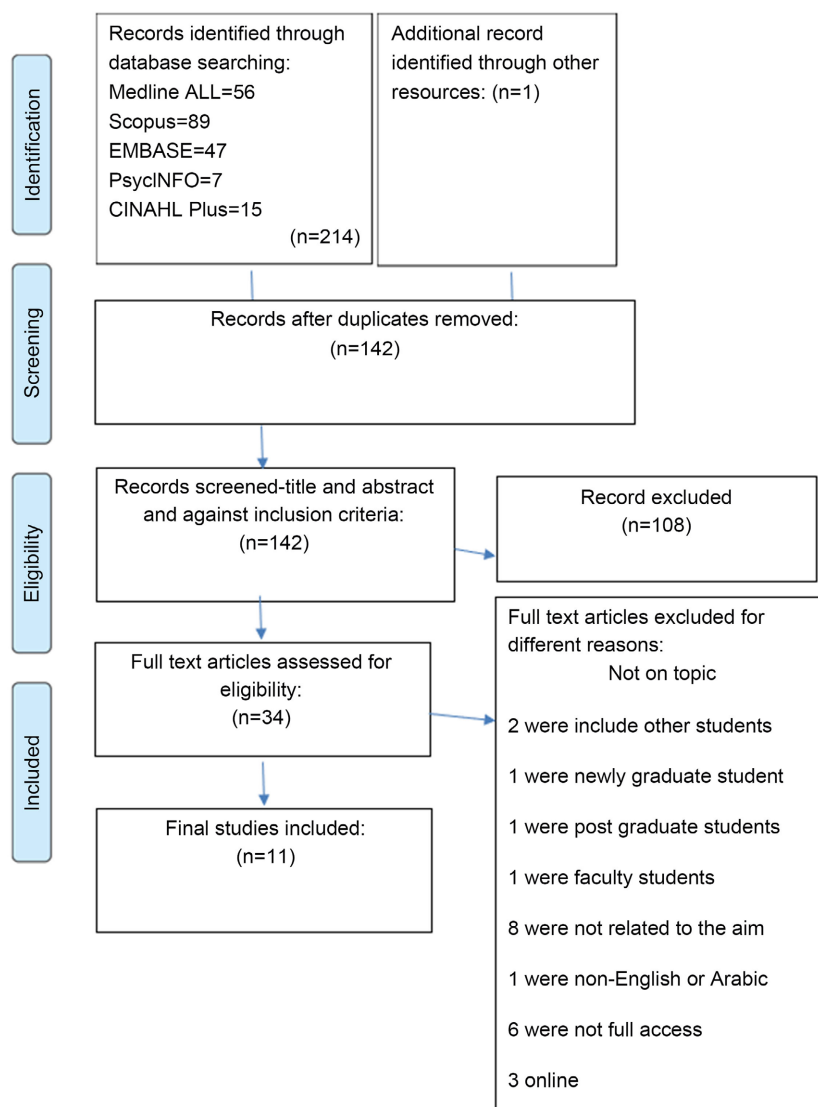 Identification
Records identified through
database searching:
Medline ALL=56
Scopus=89
EMBASE=47
PsycINFO=7
CINAHL Plus=15
(n=214)
Additional record
identified through other
resources: (n=1)
Screening
Records after duplicates removed:
(n=142)
Eligibility
Records screened-title and abstract
and against inclusion criteria:
(n=142)
Record excluded
(n=108)
Included
Full text articles assessed for
eligibility:
(n=34)
Full text articles excluded for
different reasons:
Not on topic
2 were include other students
1 were newly graduate student
1 were post graduate students
1 were faculty students
8 were not related to the aim
1 were non-English or Arabic
6 were not full access
3 online
Final studies included:
(n=11)